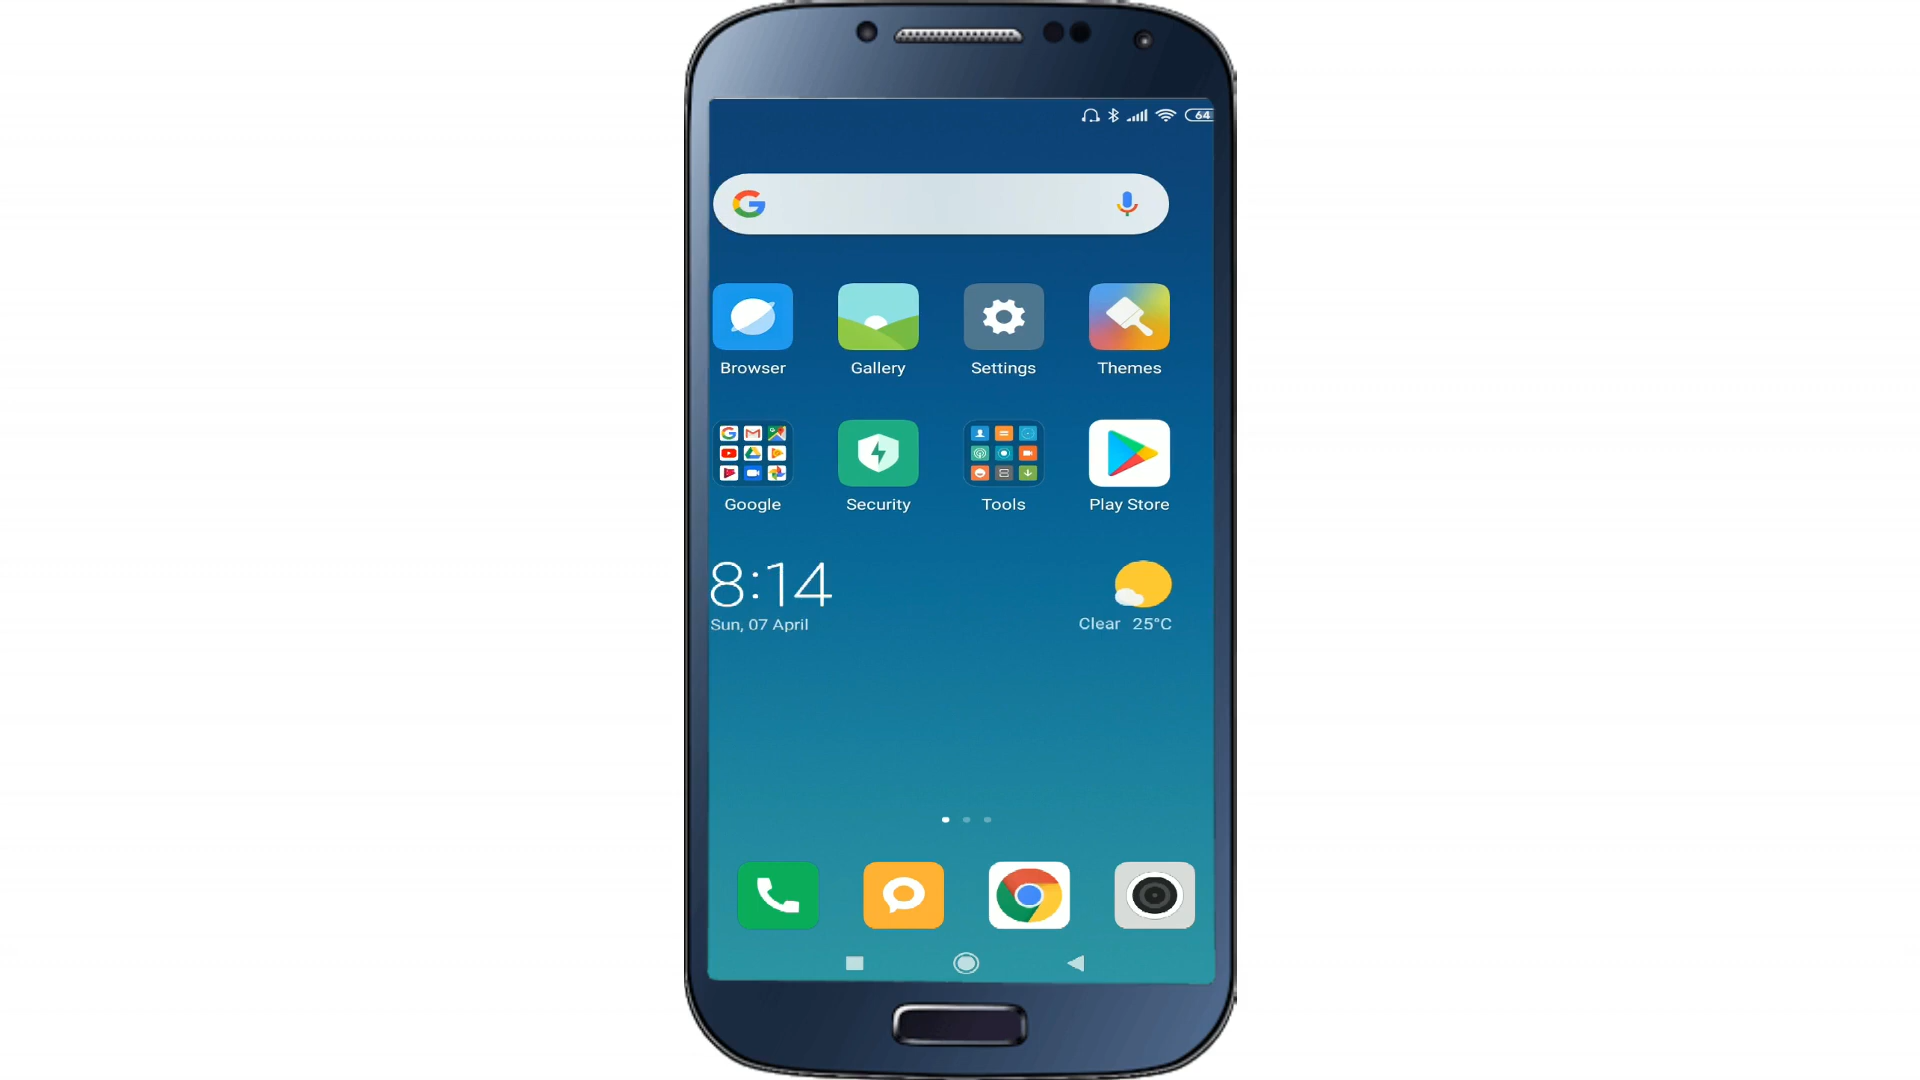 64
Browser Gallery Settings Themes
Google Security Tools Play Store
8:14
Sun, 07 April Clear 25°C